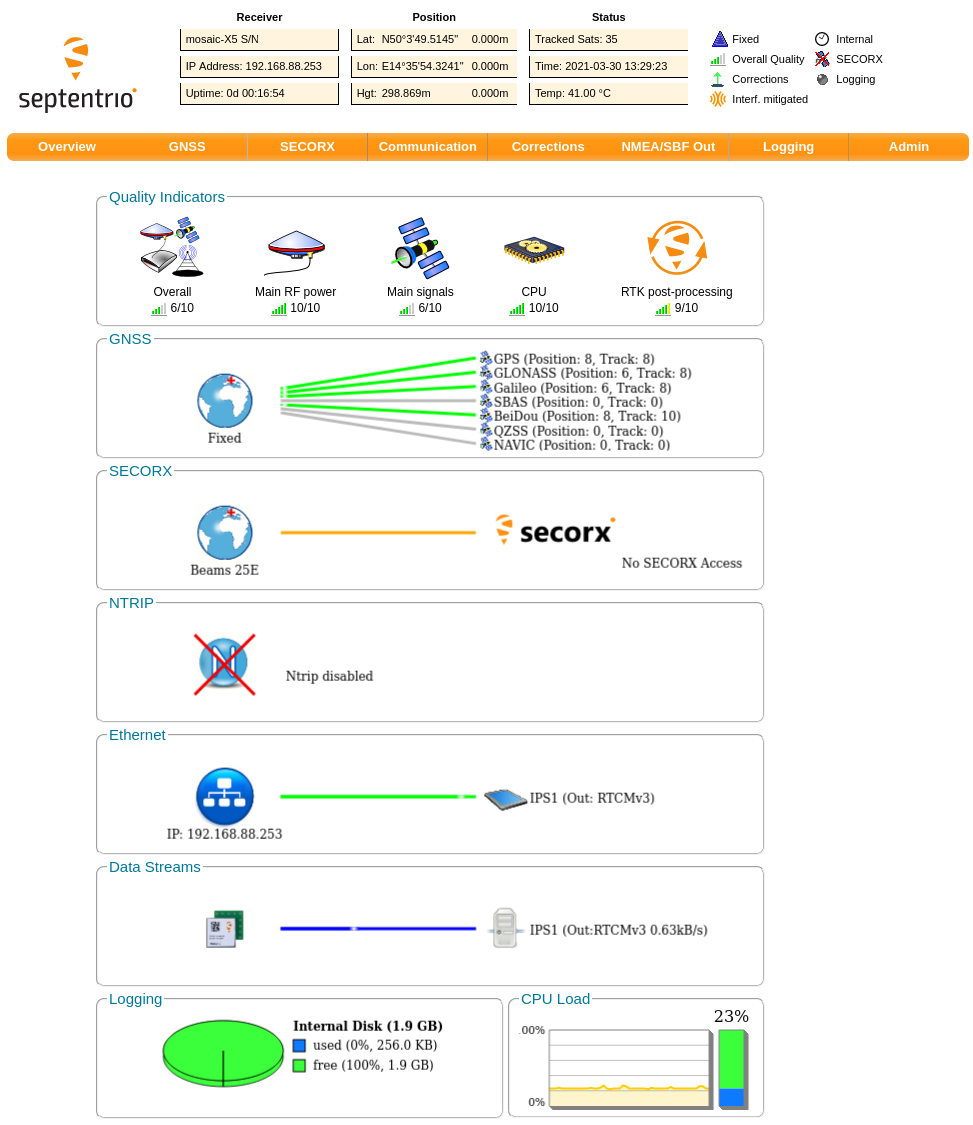 septentrio
Receiver
mosaic-X5 S/N
IP Address: 192.168.88.253
Uptime: 0d 00:16:54
Position
Lat: N50°3'49.5145" 0.000m
Lon: E14°35'54.3241" 0.000m
Hgt: 298.869m 0.000m
Status
Tracked Sats: 35
Time: 2021-03-30 13:29:23
Temp: 41.00 °C
Fixed
Overall Quality
Corrections
Interf. mitigated
Internal
SECORX
Logging
Overview GNSS SECORX Communication Corrections NMEA/SBF Out Logging Admin
Quality Indicators
Overall Main RF power Main signals CPU RTK post-processing
6/10 10/10 6/10 10/10 9/10
GNSS
Fixed
GPS (Position: 8, Track: 8)
GLONASS (Position: 6, Track: 8)
Galileo (Position: 6, Track: 8)
SBAS (Position: 0, Track: 0)
BeiDou (Position: 8, Track: 10)
QZSS (Position: 0, Track: 0)
NAVIC (Position: 0, Track: 0)
SECORX
secorx
Beams 25E
No SECORX Access
NTRIP
N
Ntrip disabled
Ethernet
IPS1 (Out: RTCMv3)
IP: 192.168.88.253
Data Streams
IPS1 (Out:RTCMv3 0.63kB/s)
Logging
Internal Disk (1.9 GB)
used (0%, 256.0 KB)
free (100%, 1.9 GB)
CPU Load
23%
00%
0%